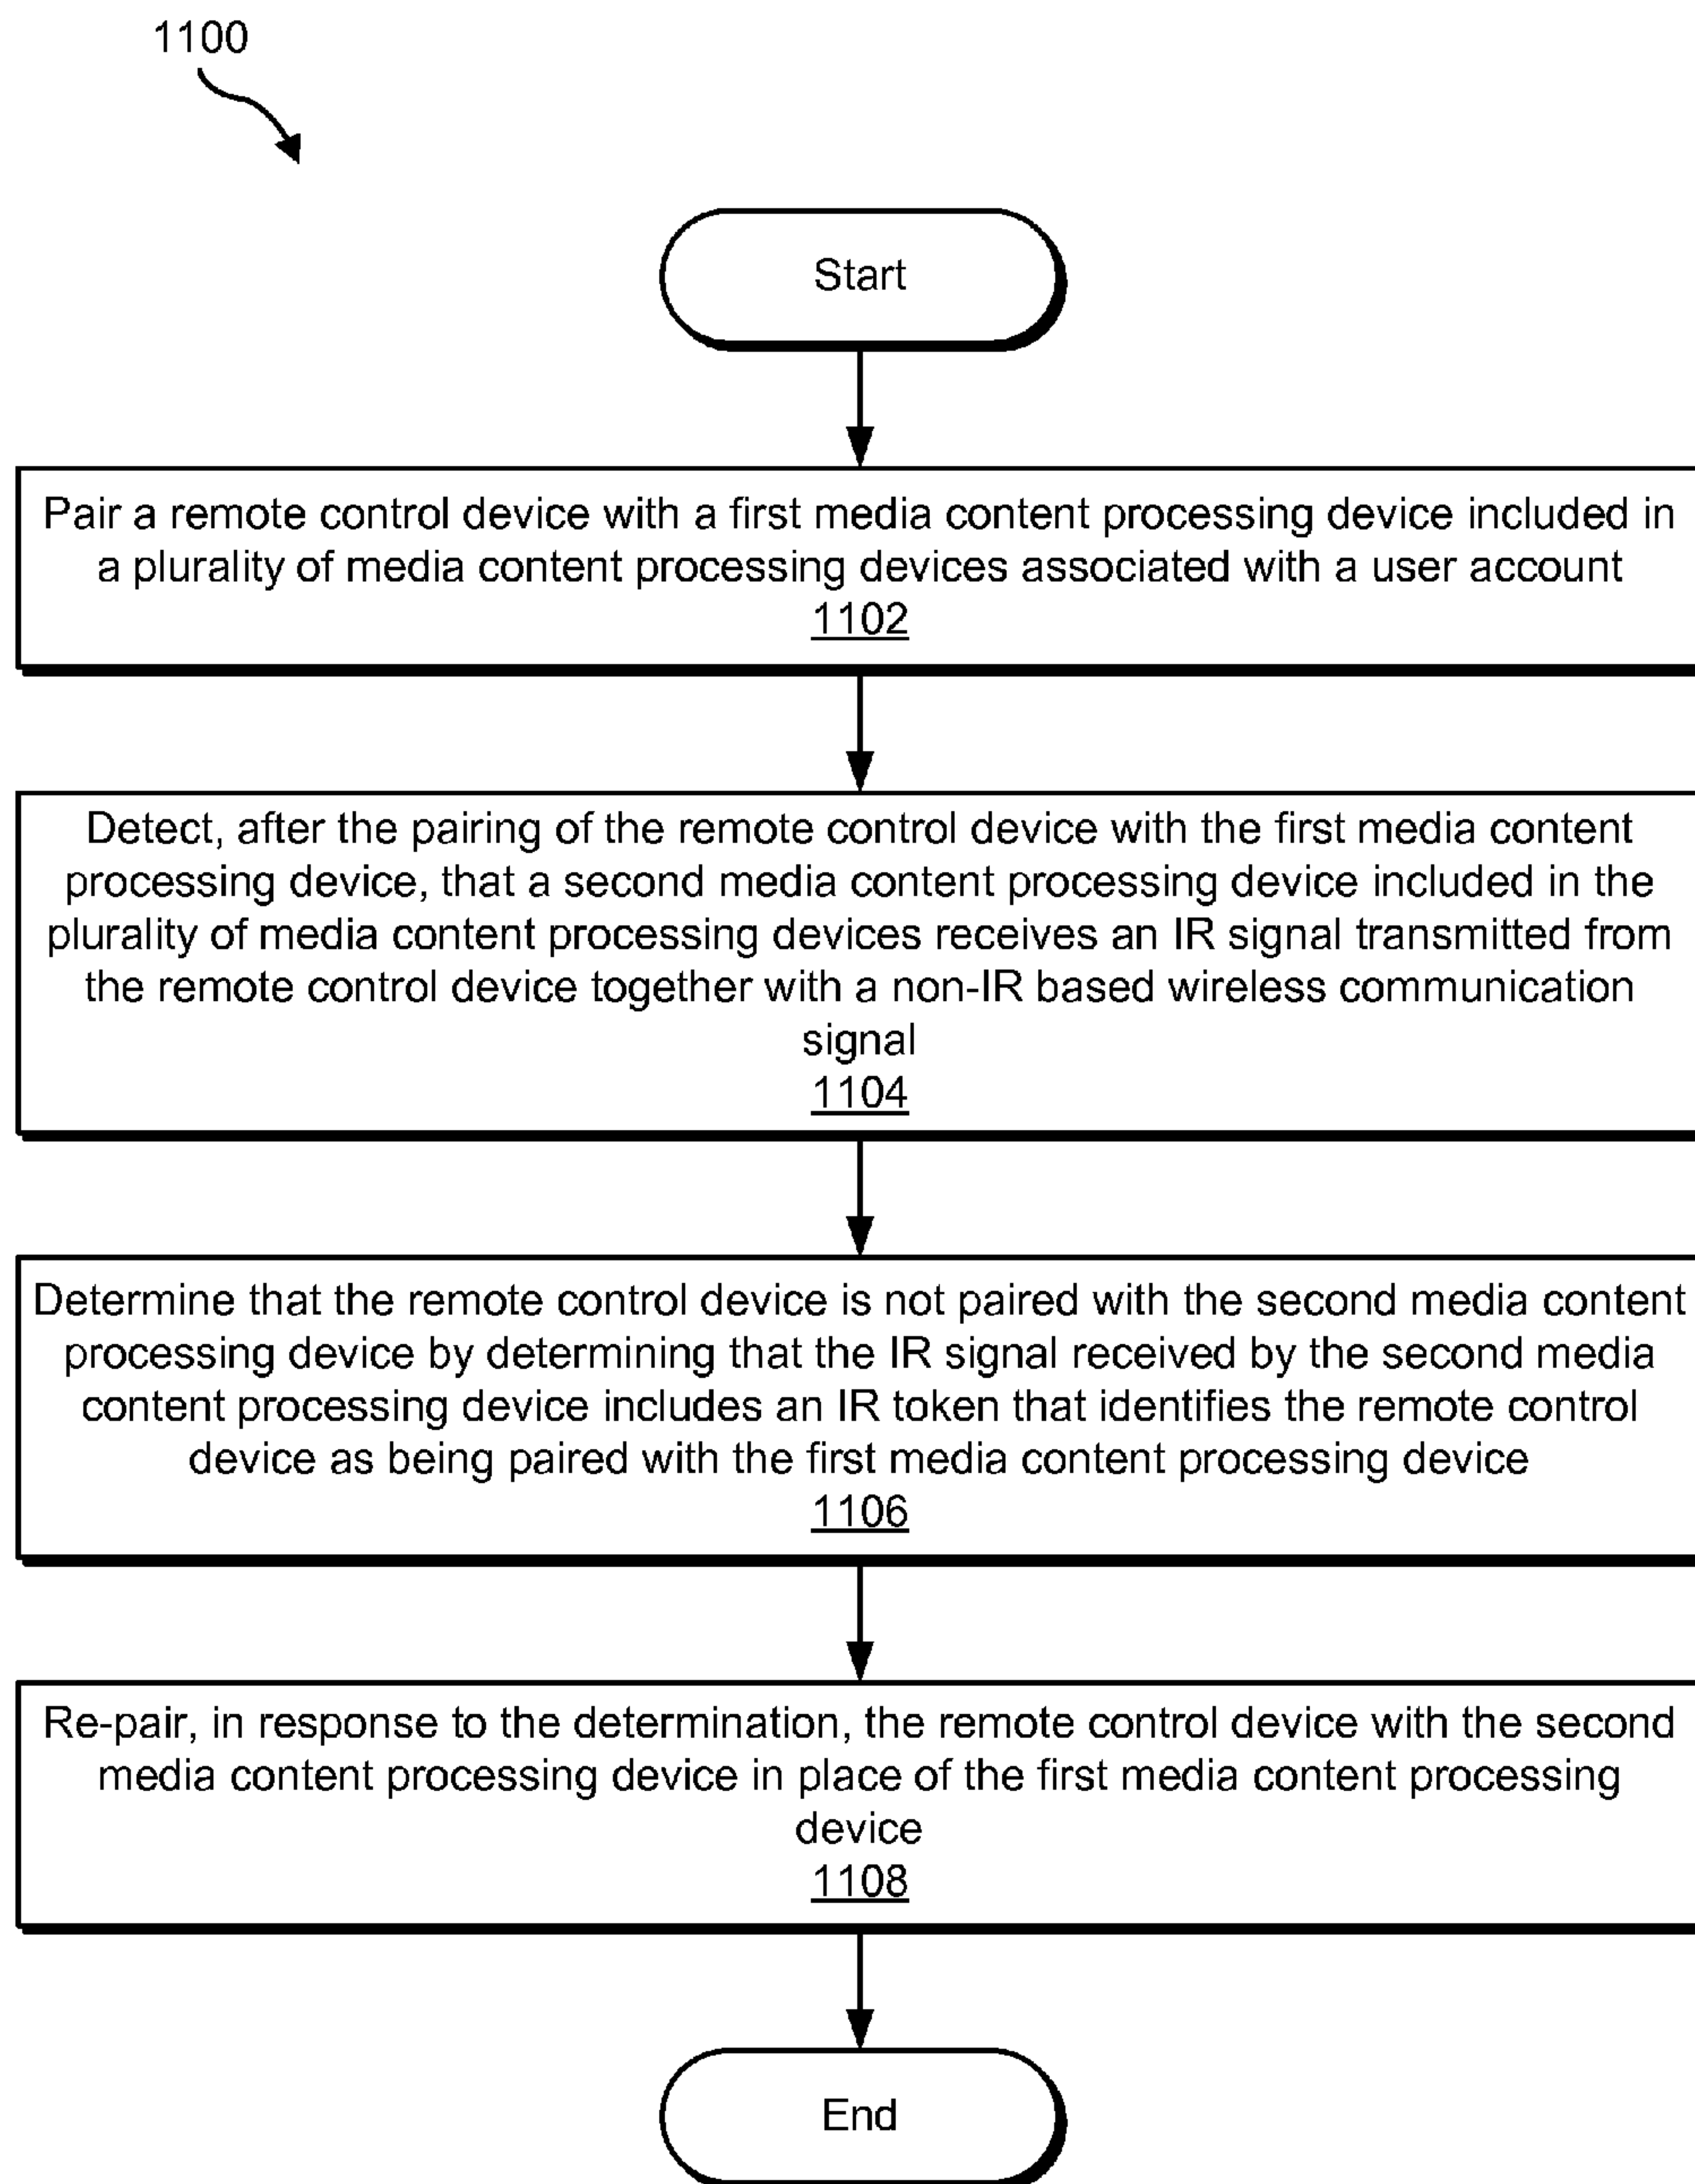 1100
Start
Pair a remote control device with a first media content processing device included in
a plurality of media content processing devices associated with a user account
1102
Detect, after the pairing of the remote control device with the first media content
processing device, that a second media content processing device included in the
plurality of media content processing devices receives an IR signal transmitted from
the remote control device together with a non-IR based wireless communication
signal
1104
Determine that the remote control device is not paired with the second media content
processing device by determining that the IR signal received by the second media
content processing device includes an IR token that identifies the remote control
device as being paired with the first media content processing device
1106
Re-pair, in response to the determination, the remote control device with the second
media content processing device in place of the first media content processing
device
1108
End